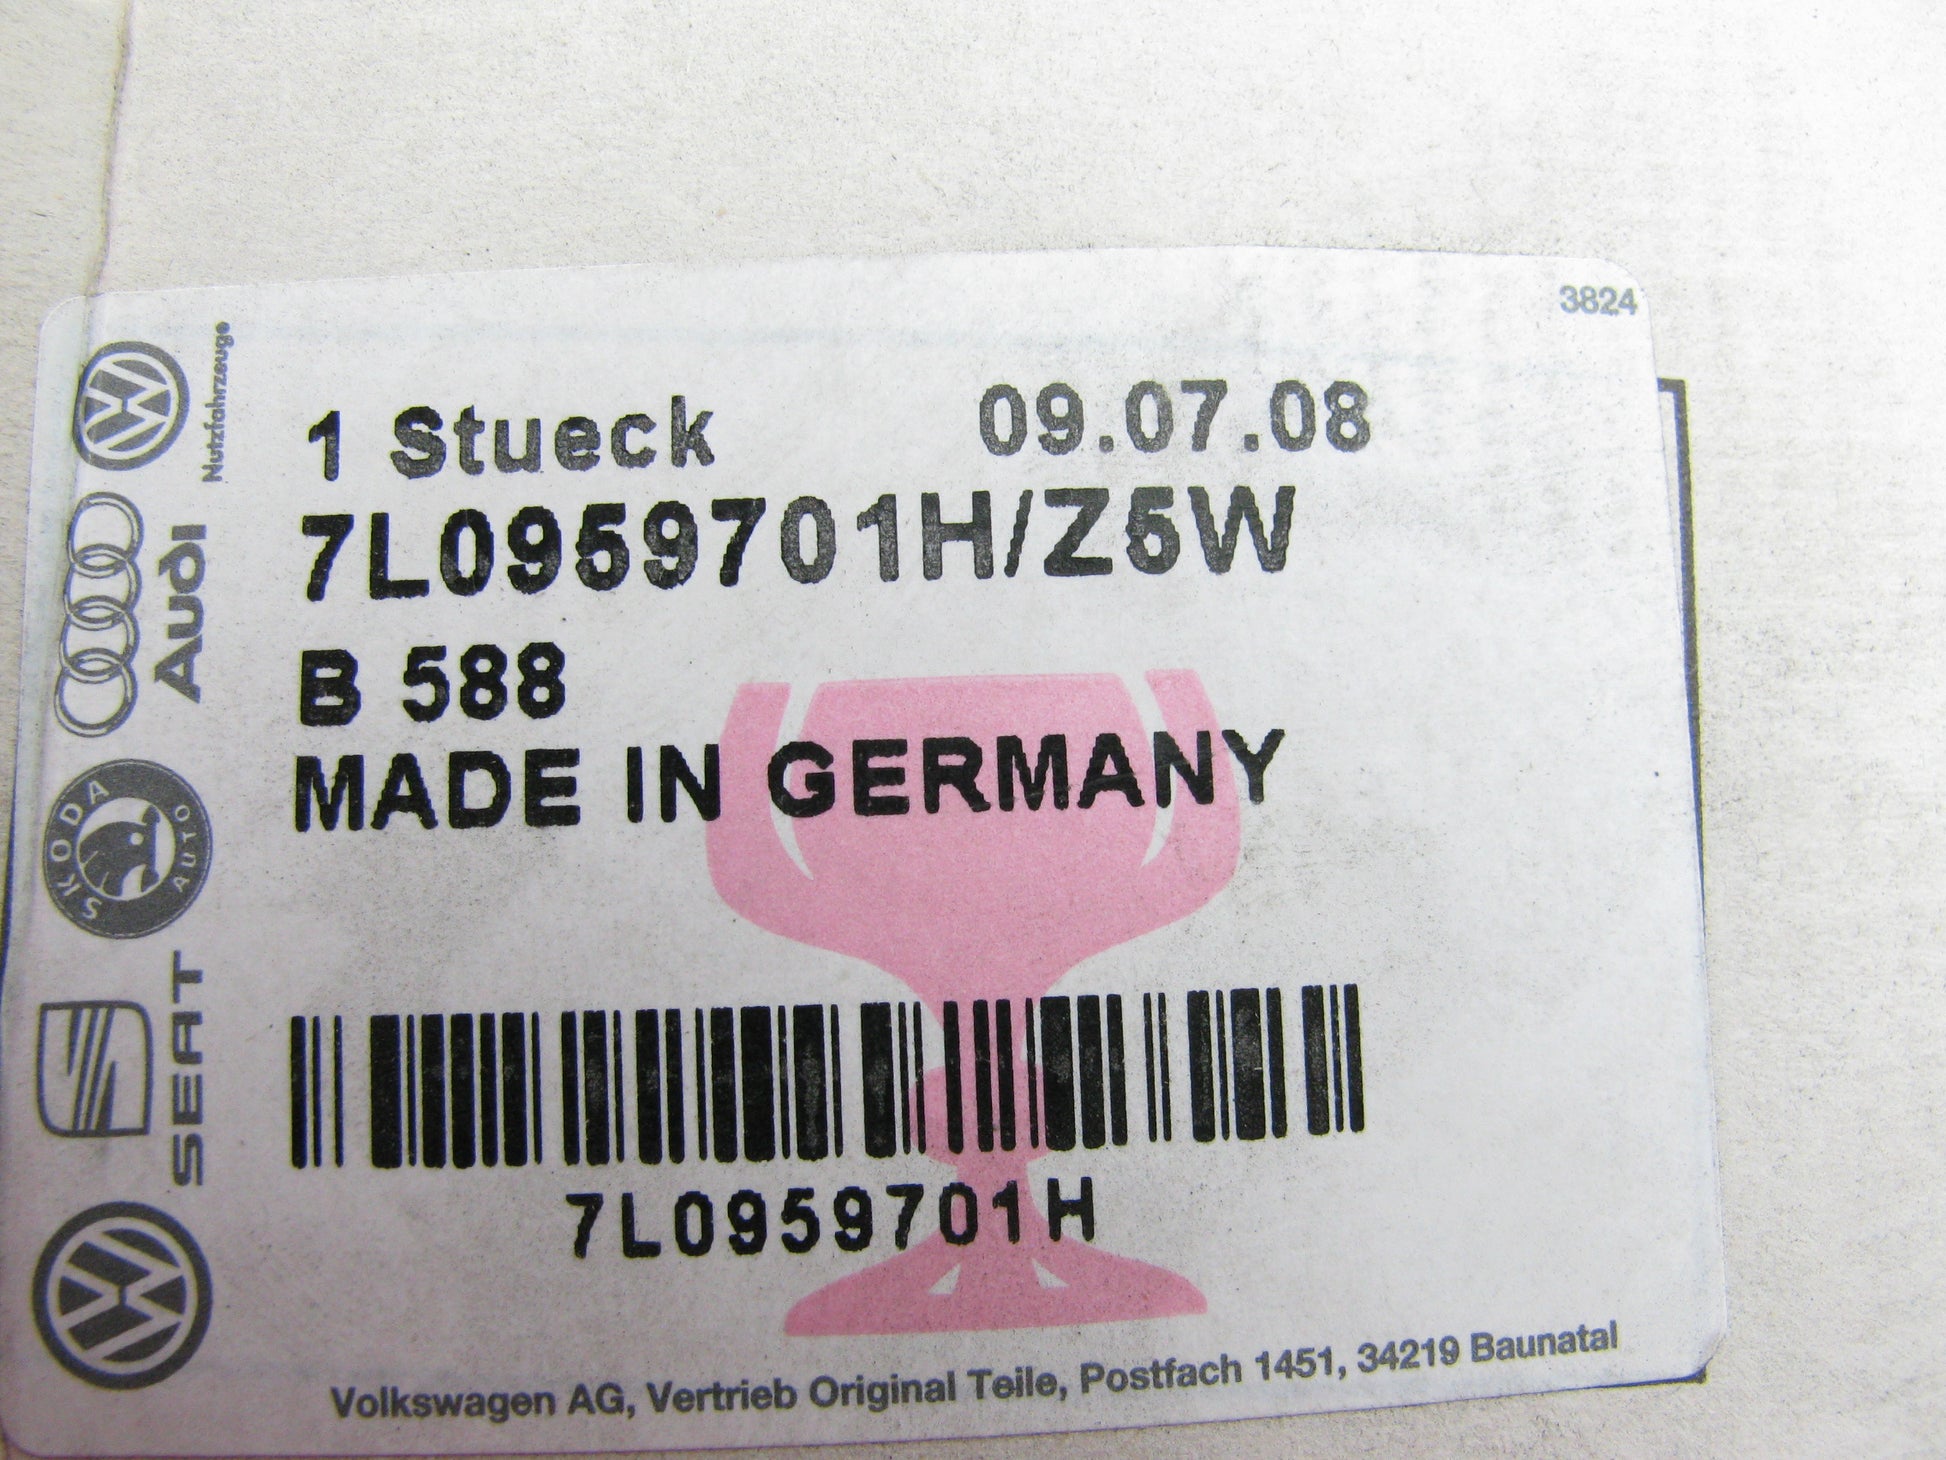 3824
1 Stueck 09.07.08
7L0959701H/Z5W
B 588
MADE IN GERMANY
7L0959701H
Volkswagen AG, Vertrieb Original Teile, Postfach 1451, 34219 Baunatal
Nutzfahrzeuge
Audi
SKODA
AUTO
SEAT